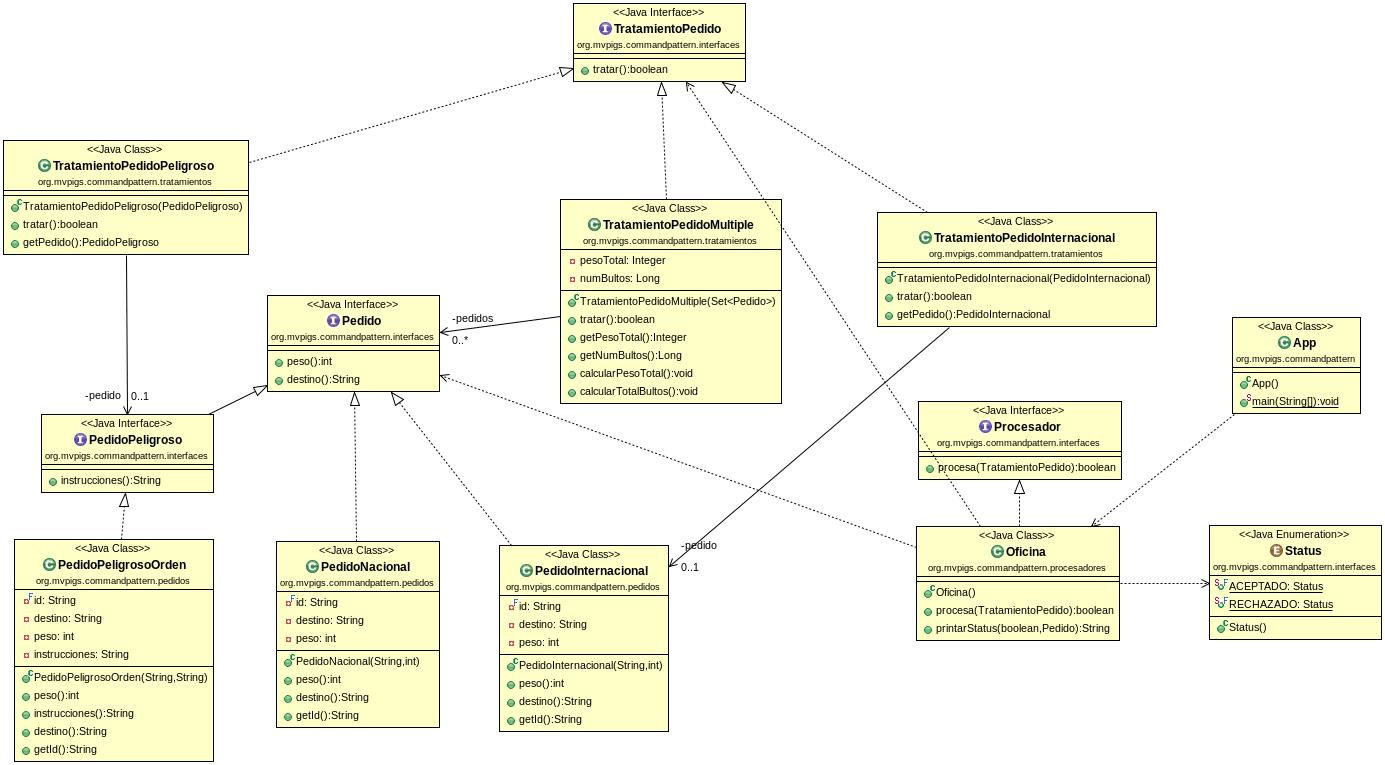 <<Java Interface>>
TratamientoPedido
org.mvpigs.commandpattern.interfaces
tratar():boolean
<<Java Class>>
TratamientoPedidoPeligroso
org.mvpigs.commandpattern.tratamientos
TratamientoPedidoPeligroso(PedidoPeligroso)
tratar():boolean
getPedido():PedidoPeligroso
<<Java Class>>
TratamientoPedidoMultiple
org.mvpigs.commandpattern.tratamientos
pesoTotal: Integer
numBultos: Long
TratamientoPedidoMultiple(Set<Pedido>)
tratar():boolean
getPesoTotal():Integer
getNumBultos():Long
calcularPesoTotal():void
calcularTotalBultos():void
<<Java Class>>
TratamientoPedidoInternacional
org.mvpigs.commandpattern.tratamientos
TratamientoPedidoInternacional(PedidoInternacional)
tratar():boolean
getPedido():PedidoInternacional
<<Java Interface>>
Pedido
org.mvpigs.commandpattern.interfaces
peso():int
destino():String
-pedidos
0..*
<<Java Class>>
App
org.mvpigs.commandpattern
App()
main(String[]):void
-pedido
0..1
<<Java Interface>>
PedidoPeligroso
org.mvpigs.commandpattern.interfaces
instrucciones():String
<<Java Interface>>
Procesador
org.mvpigs.commandpattern.interfaces
procesa(TratamientoPedido):boolean
<<Java Class>>
PedidoPeligrosoOrden
org.mvpigs.commandpattern.pedidos
id: String
destino: String
peso: int
instrucciones: String
PedidoPeligrosoOrden(String,String)
peso():int
instrucciones():String
destino():String
getId():String
<<Java Class>>
PedidoNacional
org.mvpigs.commandpattern.pedidos
id: String
destino: String
peso: int
PedidoNacional(String,int)
peso():int
destino():String
getId():String
<<Java Class>>
PedidoInternacional
org.mvpigs.commandpattern.pedidos
id: String
destino: String
peso: int
PedidoInternacional(String,int)
peso():int
destino():String
getId():String
-pedido
0..1
<<Java Class>>
Oficina
org.mvpigs.commandpattern.procesadores
Oficina()
procesa(TratamientoPedido):boolean
printarStatus(boolean,Pedido):String
<<Java Enumeration>>
Status
org.mvpigs.commandpattern.interfaces
ACEPTADO: Status
RECHAZADO: Status
Status()